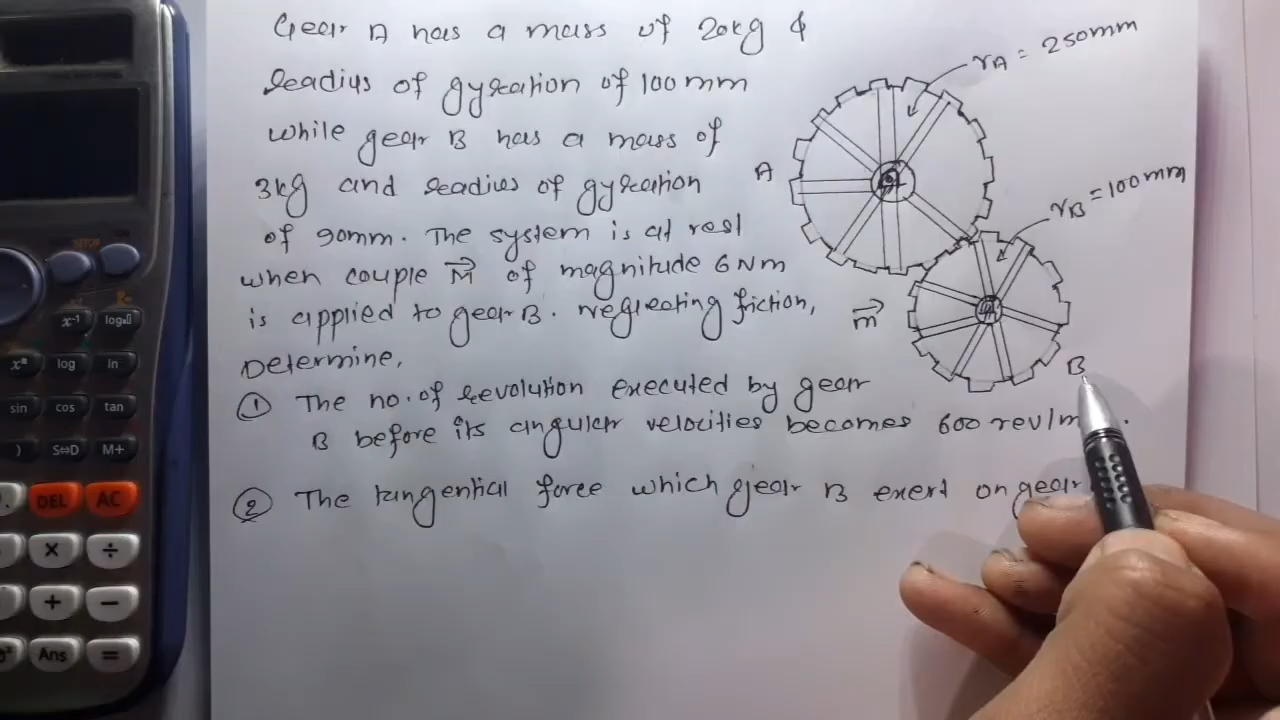 Gear A has a mass of 20kg &
radius of gyration of 100mm
while gear B has a mass of
3kg and radius of gyration
of 90mm. The system is at rest
when couple M of magnitude 6Nm
is applied to gear B. neglecting friction,
Determine,
① The no. of revolution executed by gear
B before its angular velocities becomes 600 rev/m
② The tangential force which gear B exert on gear
A
rA = 250mm
rB = 100mm
m
B
SETUP
x⁻¹
log
ln
sin
cos
tan
)
S⇔D
M+
DEL
AC
×
÷
+
−
Ans
=